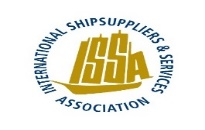 INTERNATIONAL SHIPSUPPLIERS & SERVICES
ISSA
ASSOCIATION